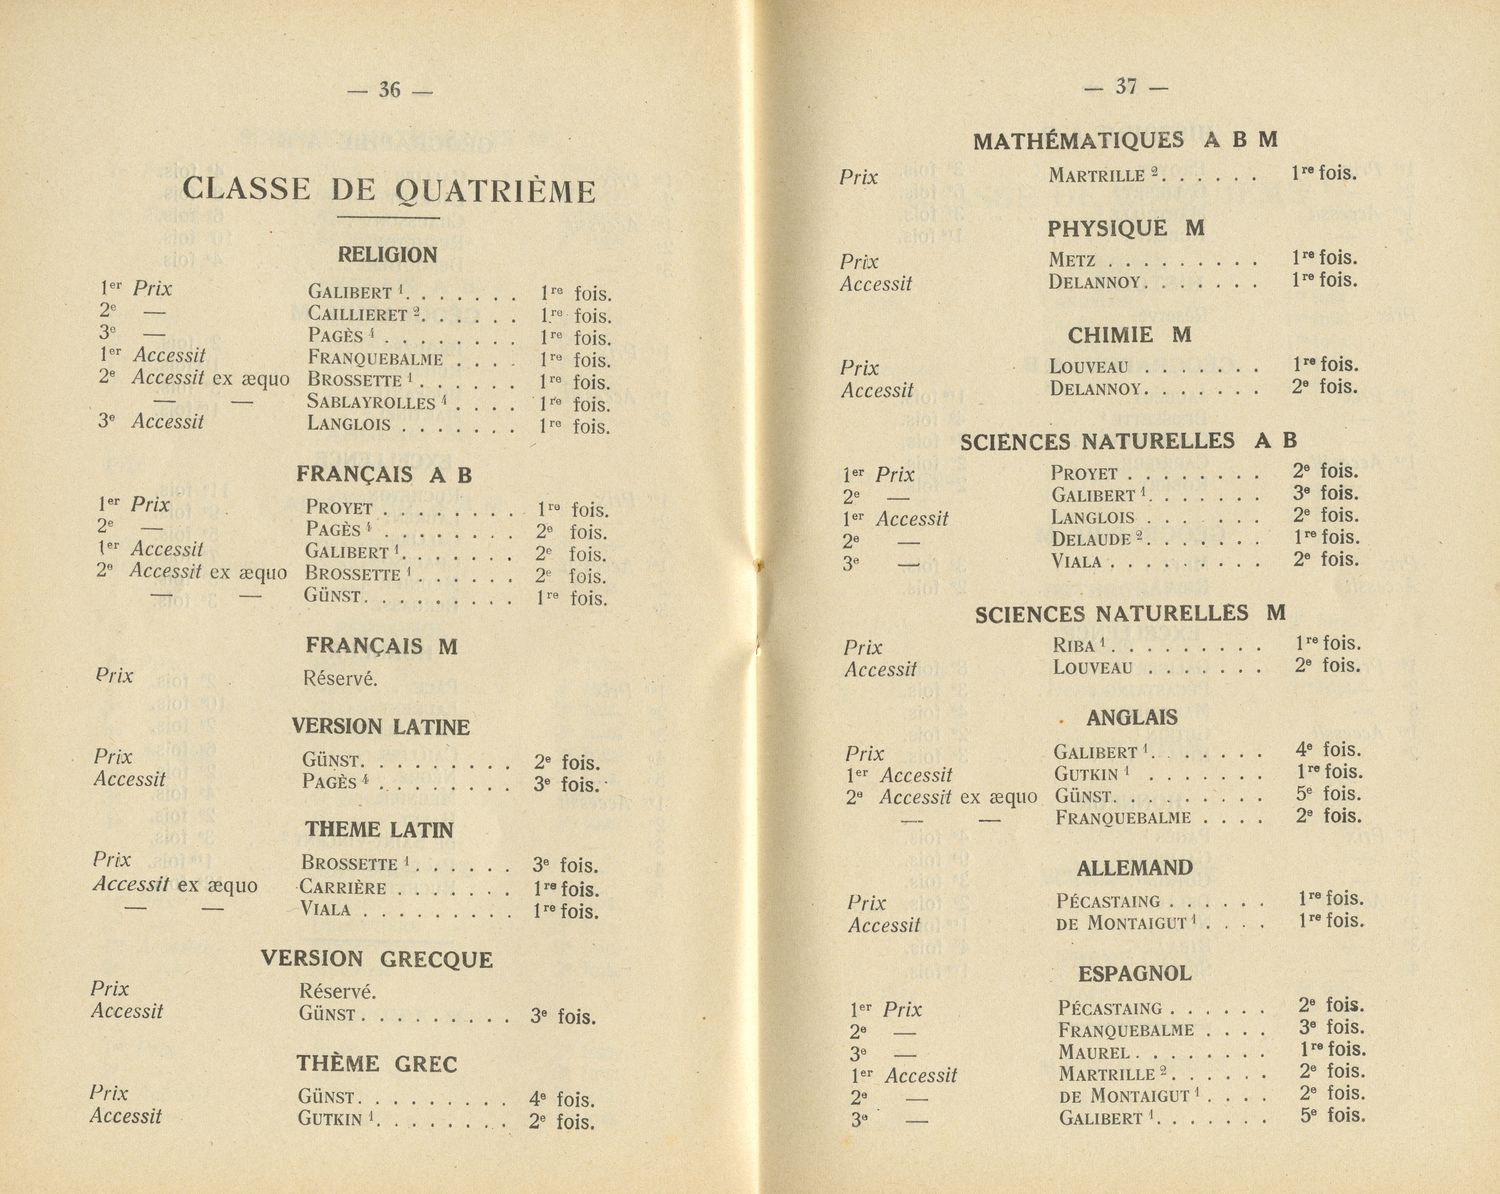 — 36 —
CLASSE DE QUATRIÈME
RELIGION
1er Prix GALIBERT 1. . . . . . . 1re fois.
2e — CAILLIERET 2. . . . . . 1re fois.
3e — PAGÈS 4 . . . . . . . . 1re fois.
1er Accessit FRANQUEBALME . . . . 1re fois.
2e Accessit ex æquo BROSSETTE 1 . . . . . . 1re fois.
— — SABLAYROLLES 4 . . . . 1re fois.
3e Accessit LANGLOIS . . . . . . . 1re fois.
FRANÇAIS A B
1er Prix PROYET . . . . . . . . 1re fois.
2e — PAGÈS 4 . . . . . . . . 2e fois.
1er Accessit GALIBERT 1. . . . . . . 2e fois.
2e Accessit ex æquo BROSSETTE 1 . . . . . . 2e fois.
— — GÜNST. . . . . . . . . 1re fois.
FRANÇAIS M
Prix Réservé.
VERSION LATINE
Prix GÜNST. . . . . . . . . 2e fois.
Accessit PAGÈS 4 . . . . . . . . 3e fois.
THEME LATIN
Prix BROSSETTE 1 . . . . . . 3e fois.
Accessit ex æquo CARRIÈRE . . . . . . . 1re fois.
— — VIALA . . . . . . . . . 1re fois.
VERSION GRECQUE
Prix Réservé.
Accessit GÜNST . . . . . . . . . 3e fois.
THÈME GREC
Prix GÜNST. . . . . . . . . 4e fois.
Accessit GUTKIN 1. . . . . . . . 2e fois.
— 37 —
MATHÉMATIQUES A B M
Prix MARTRILLE 2. . . . . . 1re fois.
PHYSIQUE M
Prix METZ . . . . . . . . . 1re fois.
Accessit DELANNOY. . . . . . . 1re fois.
CHIMIE M
Prix LOUVEAU . . . . . . . 1re fois.
Accessit DELANNOY. . . . . . . 2e fois.
SCIENCES NATURELLES A B
1er Prix PROYET . . . . . . . . 2e fois.
2e — GALIBERT 1. . . . . . . 3e fois.
1er Accessit LANGLOIS . . . . . . . 2e fois.
2e — DELAUDE 2. . . . . . . 1re fois.
3e — VIALA . . . . . . . . . 2e fois.
SCIENCES NATURELLES M
Prix RIBA 1. . . . . . . . . 1re fois.
Accessit LOUVEAU . . . . . . . 2e fois.
ANGLAIS
Prix GALIBERT 1. . . . . . . 4e fois.
1er Accessit GUTKIN 1 . . . . . . . 1re fois.
2e Accessit ex æquo GÜNST. . . . . . . . . 5e fois.
— — FRANQUEBALME . . . . 2e fois.
ALLEMAND
Prix PÉCASTAING . . . . . . 1re fois.
Accessit DE MONTAIGUT 1 . . . . 1re fois.
ESPAGNOL
1er Prix PÉCASTAING . . . . . . 2e fois.
2e — FRANQUEBALME . . . . 3e fois.
3e — MAUREL. . . . . . . . 1re fois.
1er Accessit MARTRILLE 2. . . . . . 2e fois.
2e — DE MONTAIGUT 1 . . . . 2e fois.
3e — GALIBERT 1. . . . . . . 5e fois.